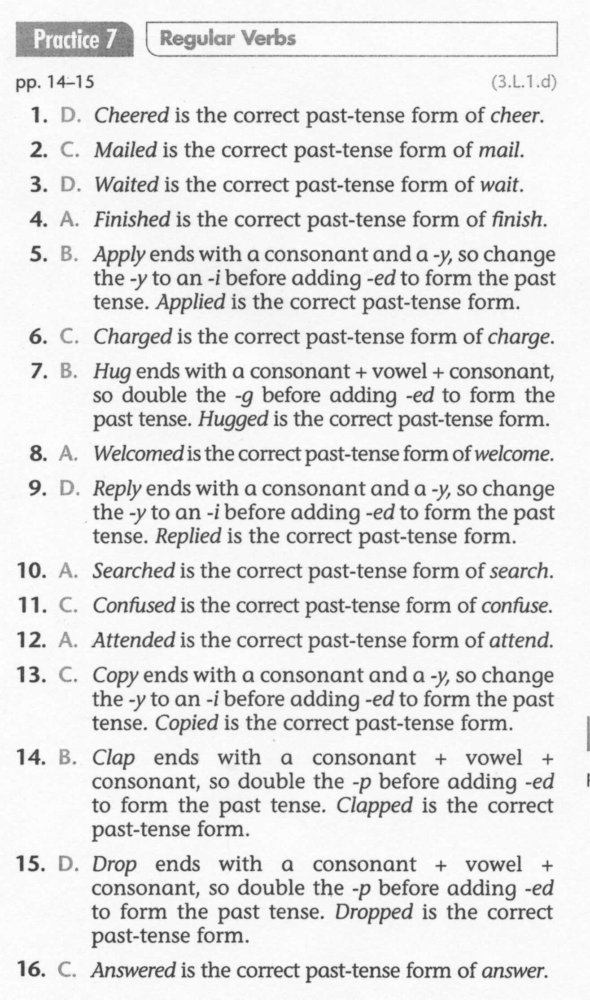 Practice 7 Regular Verbs
pp. 14–15 (3.L.1.d)
1. D. Cheered is the correct past-tense form of cheer.
2. C. Mailed is the correct past-tense form of mail.
3. D. Waited is the correct past-tense form of wait.
4. A. Finished is the correct past-tense form of finish.
5. B. Apply ends with a consonant and a -y, so change
the -y to an -i before adding -ed to form the past
tense. Applied is the correct past-tense form.
6. C. Charged is the correct past-tense form of charge.
7. B. Hug ends with a consonant + vowel + consonant,
so double the -g before adding -ed to form the
past tense. Hugged is the correct past-tense form.
8. A. Welcomed is the correct past-tense form of welcome.
9. D. Reply ends with a consonant and a -y, so change
the -y to an -i before adding -ed to form the past
tense. Replied is the correct past-tense form.
10. A. Searched is the correct past-tense form of search.
11. C. Confused is the correct past-tense form of confuse.
12. A. Attended is the correct past-tense form of attend.
13. C. Copy ends with a consonant and a -y, so change
the -y to an -i before adding -ed to form the past
tense. Copied is the correct past-tense form.
14. B. Clap ends with a consonant + vowel +
consonant, so double the -p before adding -ed
to form the past tense. Clapped is the correct
past-tense form.
15. D. Drop ends with a consonant + vowel +
consonant, so double the -p before adding -ed
to form the past tense. Dropped is the correct
past-tense form.
16. C. Answered is the correct past-tense form of answer.